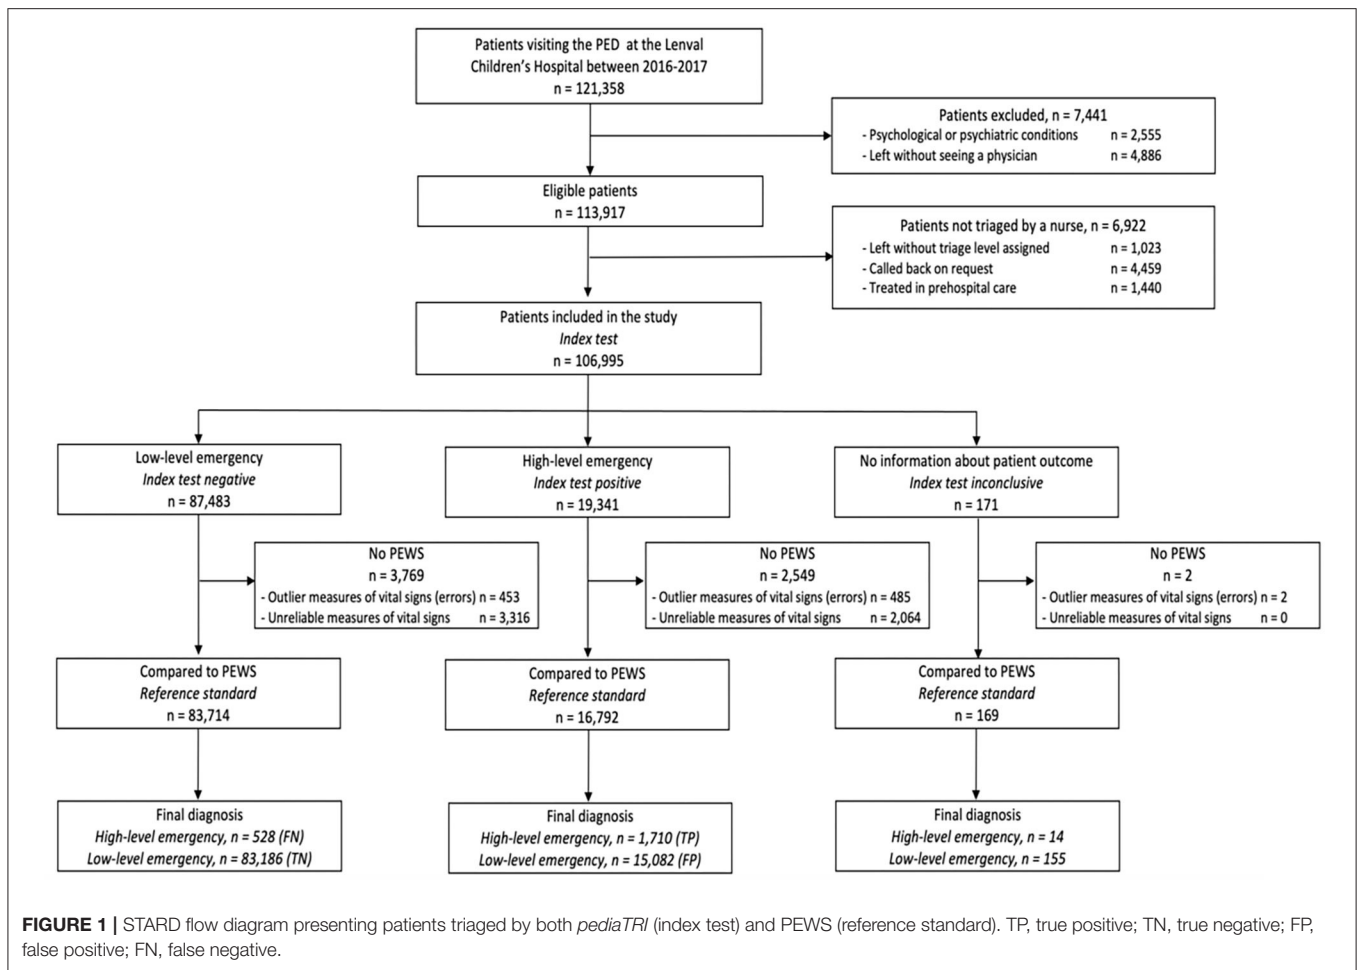 Patients visiting the PED at the Lenval
Children's Hospital between 2016-2017
n = 121,358
Patients excluded, n = 7,441
- Psychological or psychiatric conditions n = 2,555
- Left without seeing a physician n = 4,886
Eligible patients
n = 113,917
Patients not triaged by a nurse, n = 6,922
- Left without triage level assigned n = 1,023
- Called back on request n = 4,459
- Treated in prehospital care n = 1,440
Patients included in the study
Index test
n = 106,995
Low-level emergency
Index test negative
n = 87,483
High-level emergency
Index test positive
n = 19,341
No information about patient outcome
Index test inconclusive
n = 171
No PEWS
n = 3,769
- Outlier measures of vital signs (errors) n = 453
- Unreliable measures of vital signs n = 3,316
No PEWS
n = 2,549
- Outlier measures of vital signs (errors) n = 485
- Unreliable measures of vital signs n = 2,064
No PEWS
n = 2
- Outlier measures of vital signs (errors) n = 2
- Unreliable measures of vital signs n = 0
Compared to PEWS
Reference standard
n = 83,714
Compared to PEWS
Reference standard
n = 16,792
Compared to PEWS
Reference standard
n = 169
Final diagnosis
High-level emergency, n = 528 (FN)
Low-level emergency, n = 83,186 (TN)
Final diagnosis
High-level emergency, n = 1,710 (TP)
Low-level emergency, n = 15,082 (FP)
Final diagnosis
High-level emergency, n = 14
Low-level emergency, n = 155
FIGURE 1 | STARD flow diagram presenting patients triaged by both pediaTRI (index test) and PEWS (reference standard). TP, true positive; TN, true negative; FP,
false positive; FN, false negative.